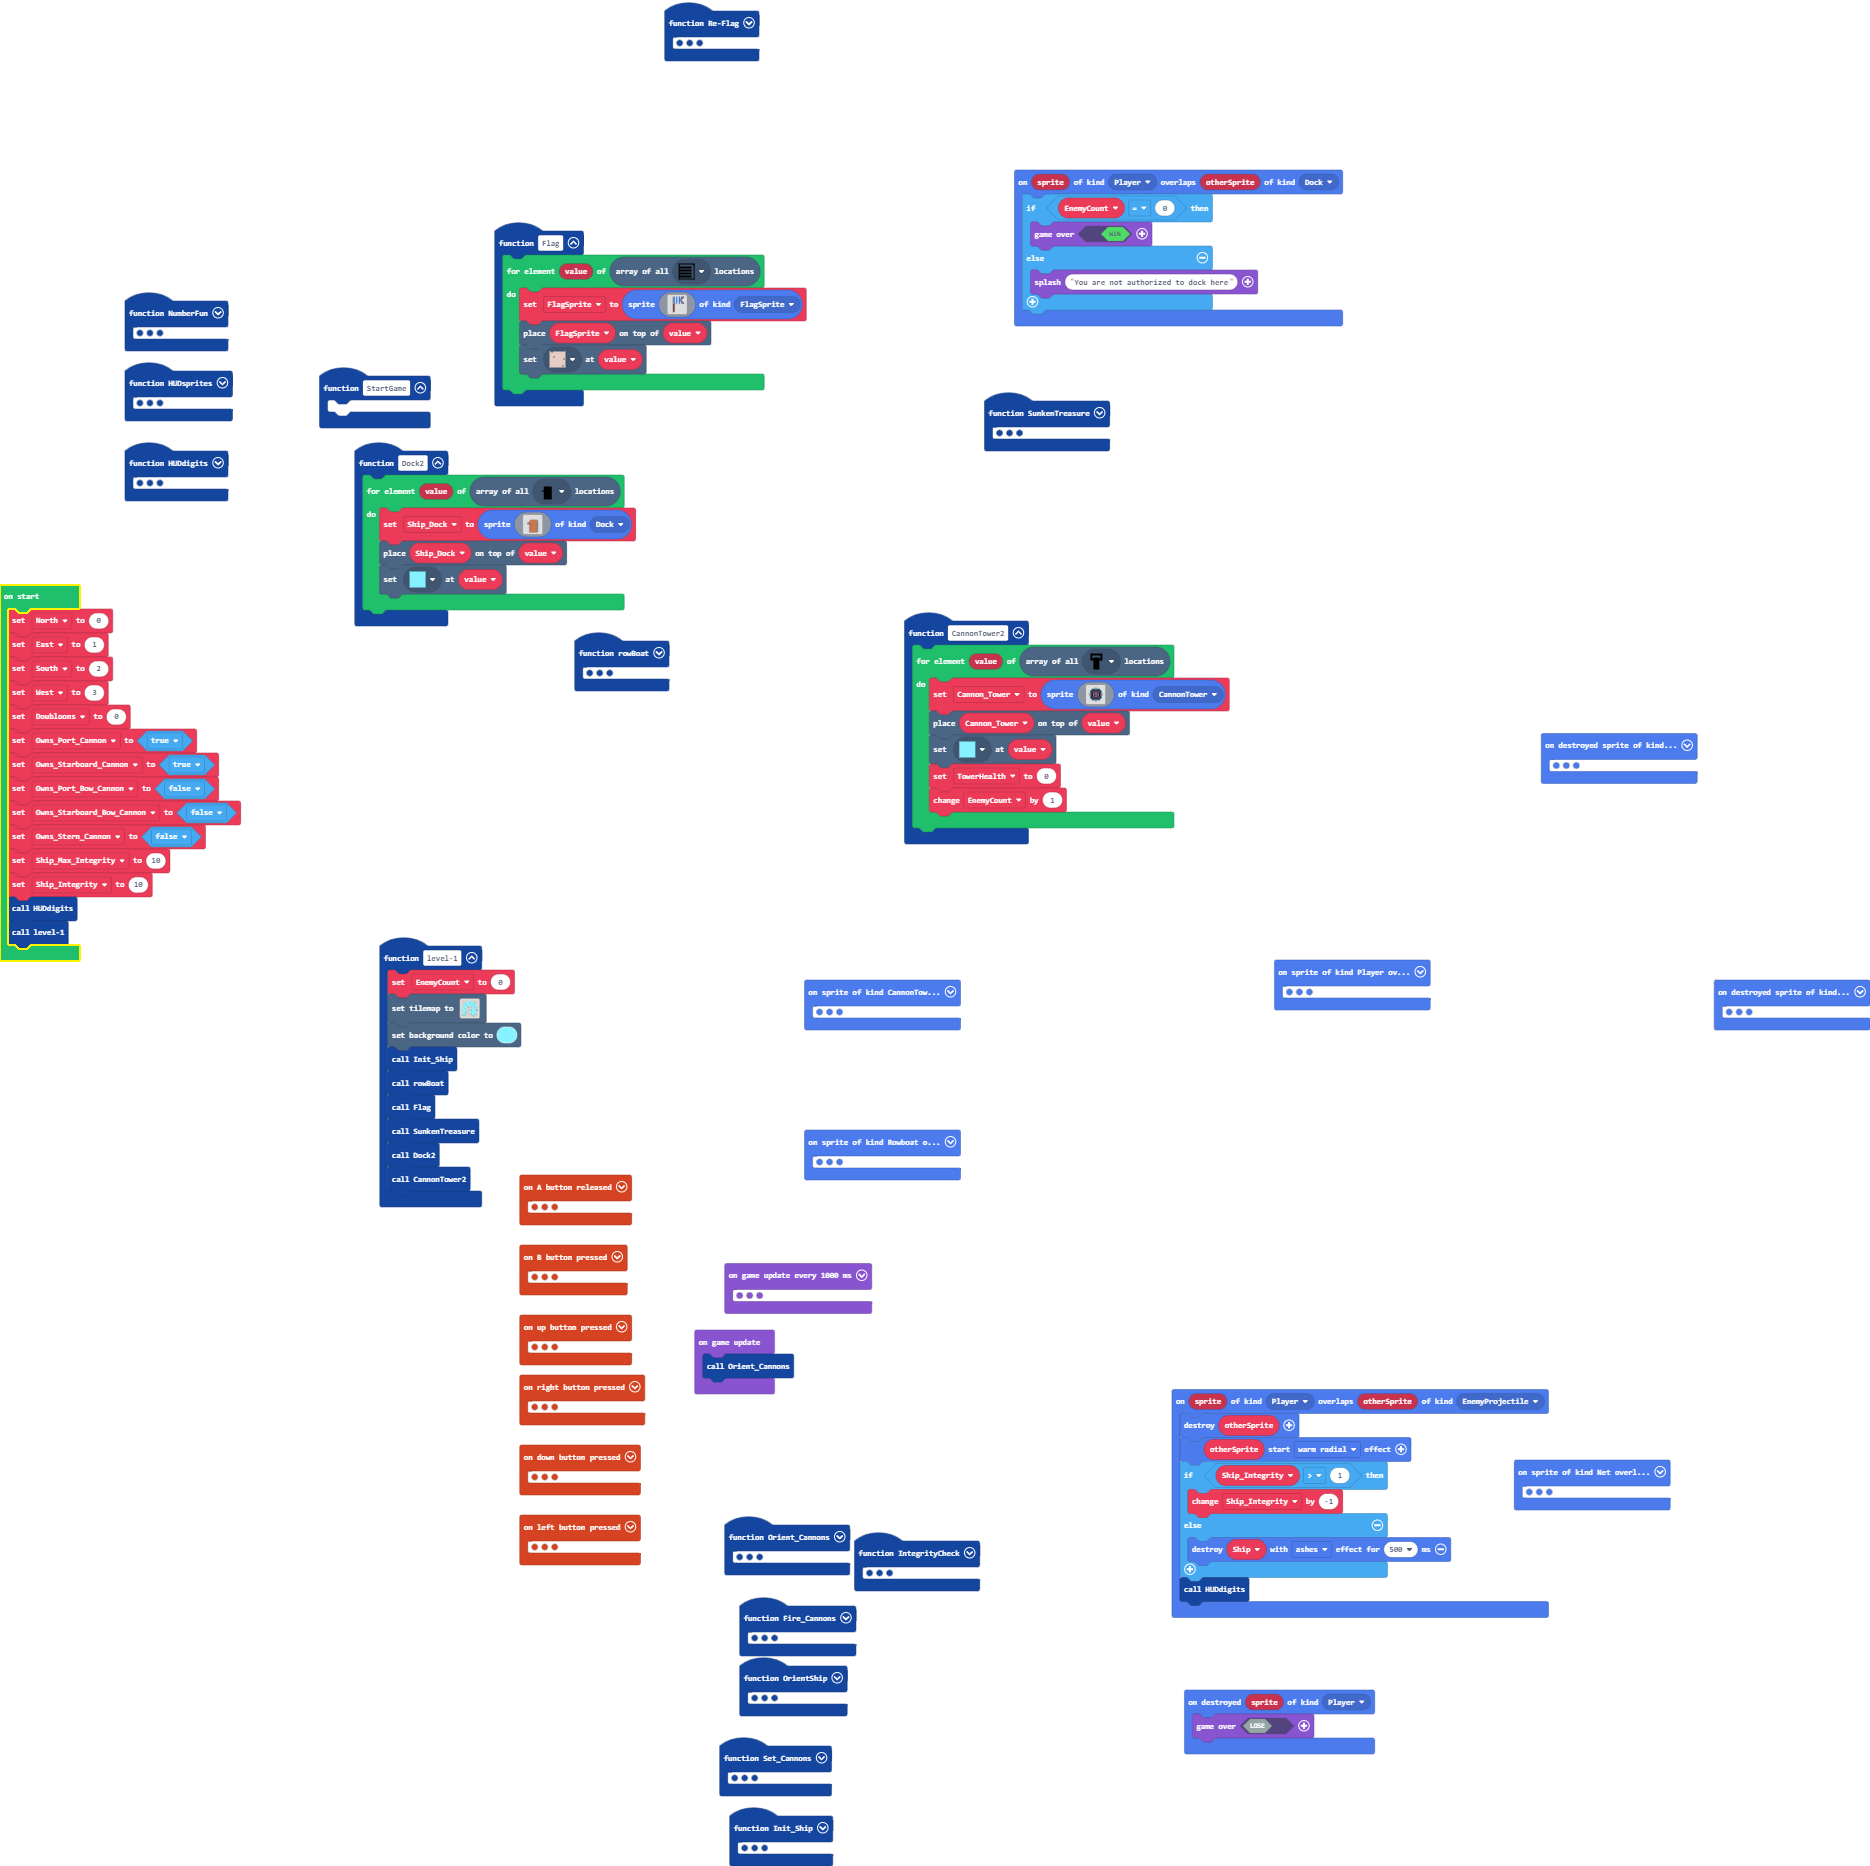 function Re-Flag
on sprite of kind Player overlaps otherSprite of kind Dock
if EnemyCount = 0 then
game over WIN
else
splash "You are not authorized to dock here"
function Flag
for element value of array of all locations
do
set FlagSprite to sprite of kind FlagSprite
place FlagSprite on top of value
set at value
function NumberFun
function HUDsprites
function HUDdigits
function StartGame
function SunkenTreasure
function Dock2
for element value of array of all locations
do
set Ship_Dock to sprite of kind Dock
place Ship_Dock on top of value
set at value
on start
set North to 0
set East to 1
set South to 2
set West to 3
set Doubloons to 0
set Owns_Port_Cannon to true
set Owns_Starboard_Cannon to true
set Owns_Port_Bow_Cannon to false
set Owns_Starboard_Bow_Cannon to false
set Owns_Stern_Cannon to false
set Ship_Max_Integrity to 10
set Ship_Integrity to 10
call HUDdigits
call level-1
function rowBoat
function CannonTower2
for element value of array of all locations
do
set Cannon_Tower to sprite of kind CannonTower
place Cannon_Tower on top of value
set at value
set TowerHealth to 0
change EnemyCount by 1
on destroyed sprite of kind...
function level-1
set EnemyCount to 0
set tilemap to
set background color to
call Init_Ship
call rowBoat
call Flag
call SunkenTreasure
call Dock2
call CannonTower2
on sprite of kind CannonTow...
on sprite of kind Player ov...
on destroyed sprite of kind...
on sprite of kind Rowboat o...
on A button released
on B button pressed
on up button pressed
on right button pressed
on down button pressed
on left button pressed
on game update every 1000 ms
on game update
call Orient_Cannons
on sprite of kind Player overlaps otherSprite of kind EnemyProjectile
destroy otherSprite
otherSprite start warm radial effect
if Ship_Integrity > 1 then
change Ship_Integrity by -1
else
destroy Ship with ashes effect for 500 ms
call HUDdigits
on sprite of kind Net overl...
function Orient_Cannons
function IntegrityCheck
function Fire_Cannons
function OrientShip
on destroyed sprite of kind Player
game over LOSE
function Set_Cannons
function Init_Ship